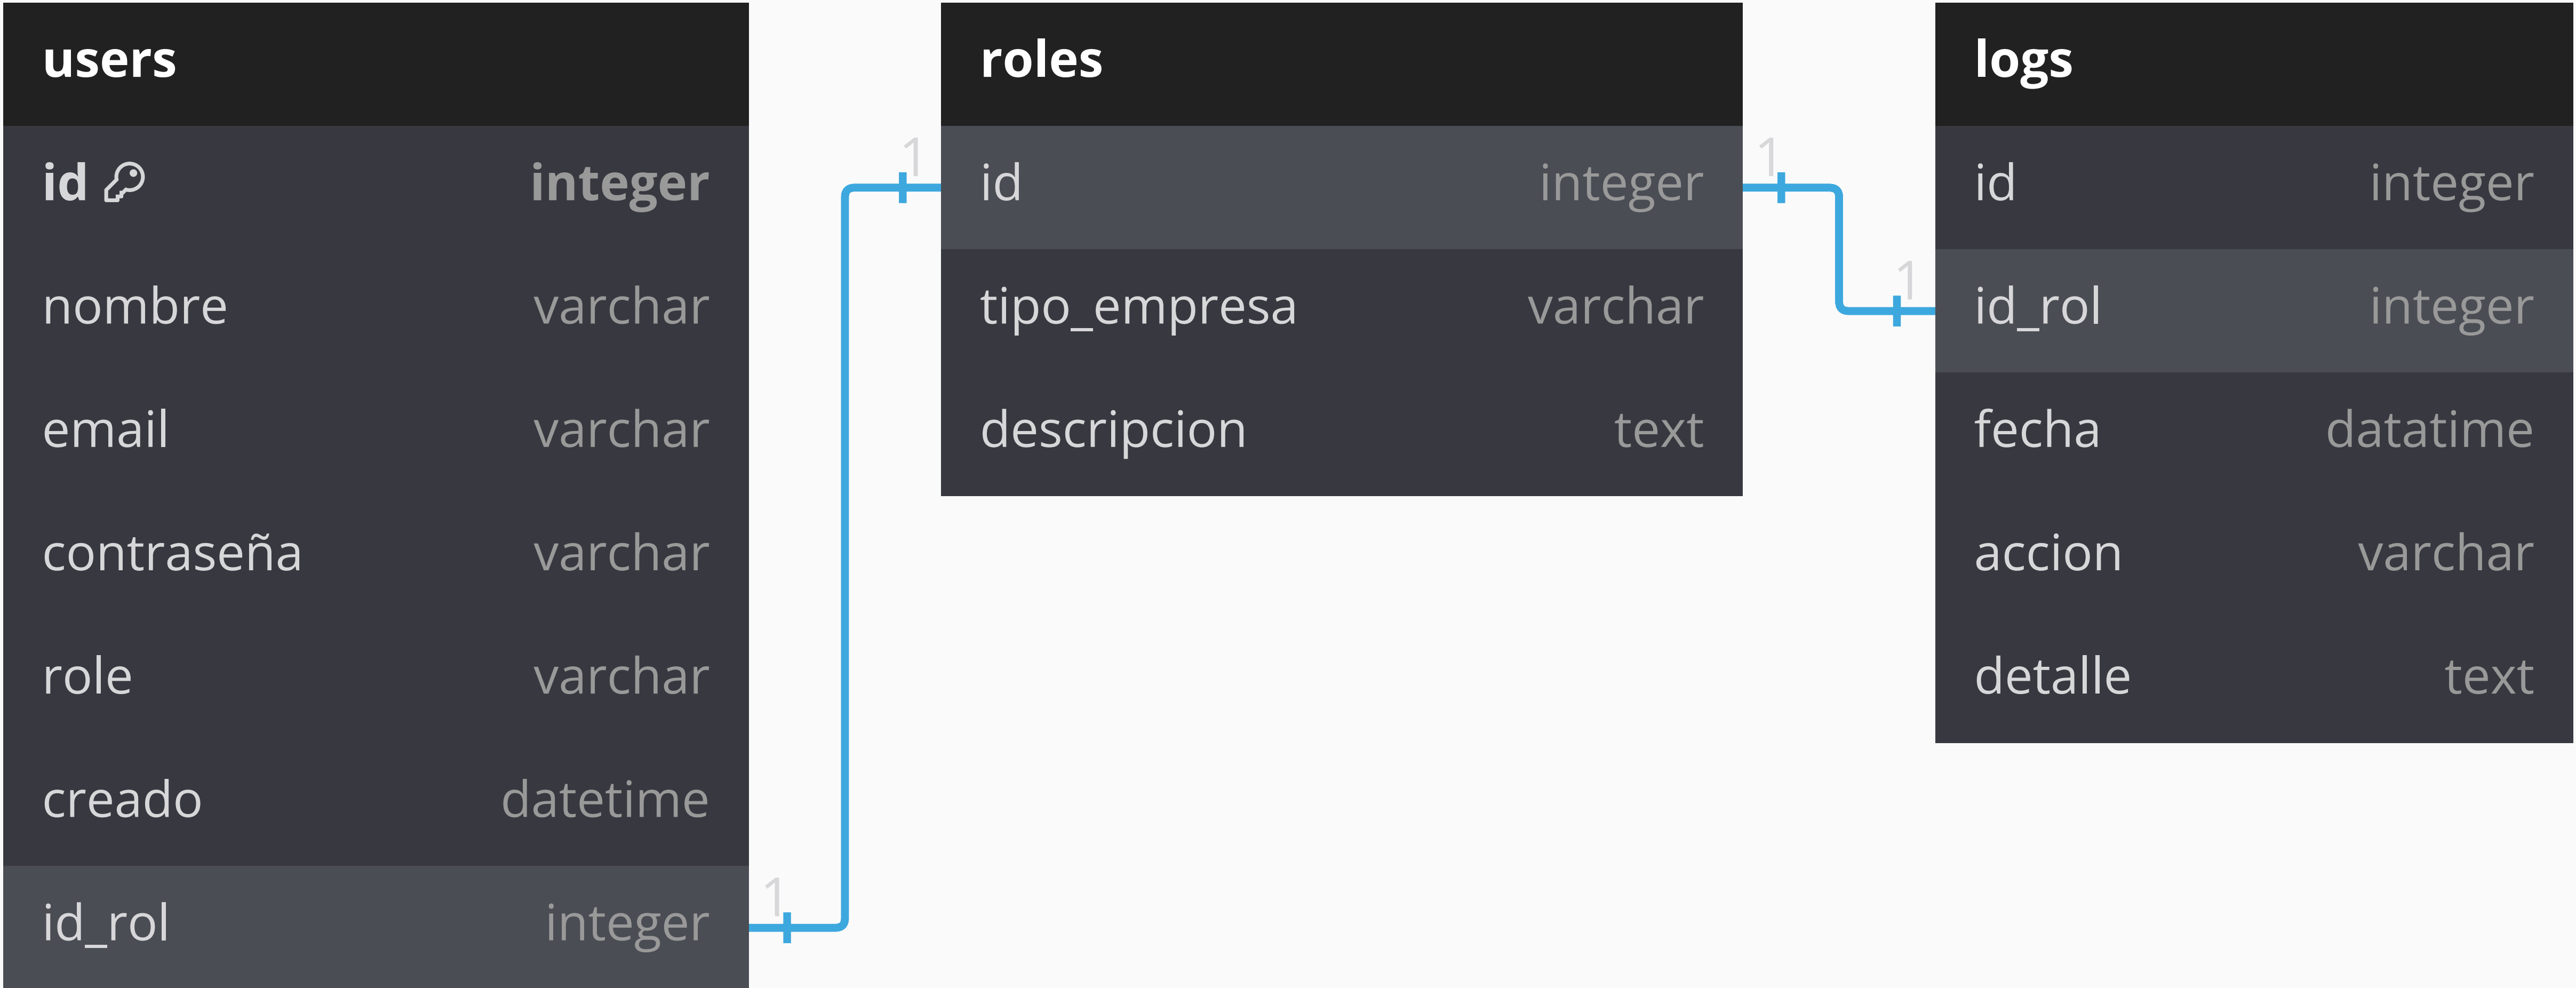 users
id integer
nombre varchar
email varchar
contraseña varchar
role varchar
creado datetime
id_rol integer
1
1
roles
id integer
tipo_empresa varchar
descripcion text
1
1
logs
id integer
id_rol integer
fecha datatime
accion varchar
detalle text